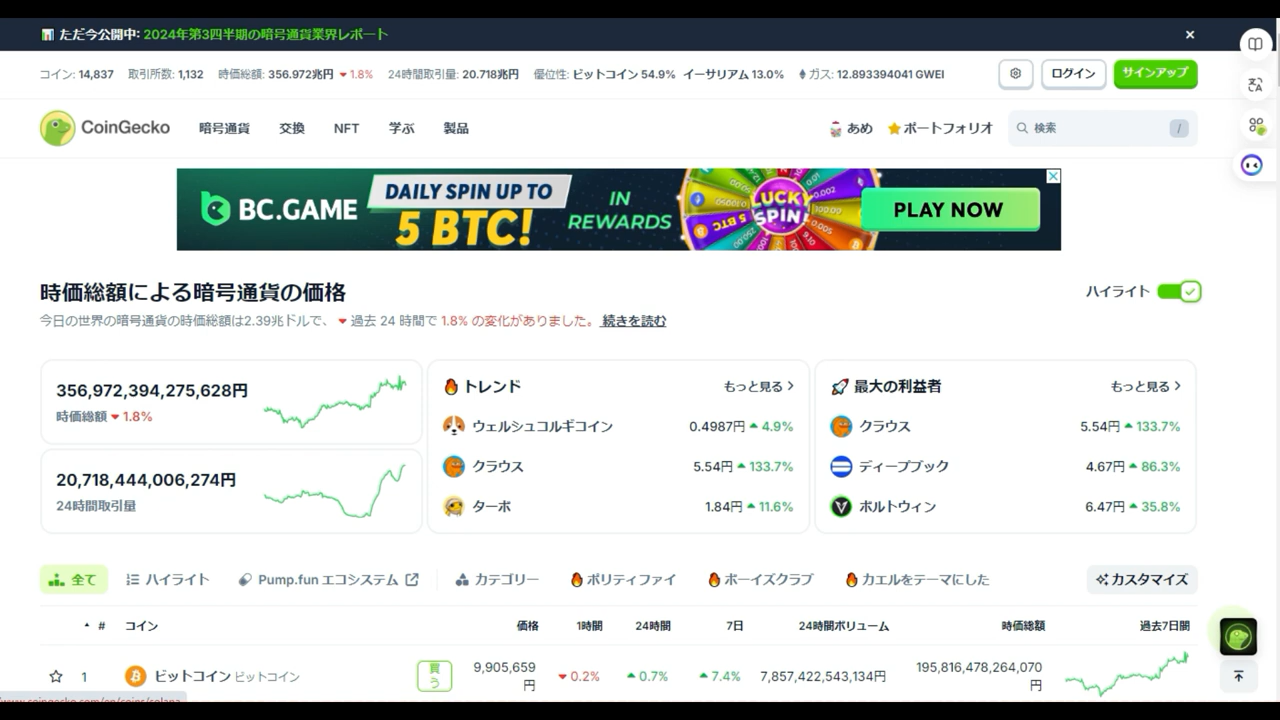 ただ今公開中: 2024年第3四半期の暗号通貨業界レポート
コイン: 14,837 取引所数: 1,132 時価総額: 356.972兆円 1.8% 24時間取引量: 20.718兆円 優位性: ビットコイン 54.9% イーサリアム 13.0% ガス: 12.893394041 GWEI
ログイン サインアップ
CoinGecko 暗号通貨 交換 NFT 学ぶ 製品 あめ ポートフォリオ 検索 /
BC.GAME DAILY SPIN UP TO 5 BTC! IN REWARDS LUCKY SPIN PLAY NOW
時価総額による暗号通貨の価格 ハイライト
今日の世界の暗号通貨の時価総額は2.39兆ドルで、 過去 24 時間で 1.8% の変化がありました。 続きを読む
356,972,394,275,628円
時価総額 1.8%
20,718,444,006,274円
24時間取引量
トレンド もっと見る
ウェルシュコルギコイン 0.4987円 4.9%
クラウス 5.54円 133.7%
ターボ 1.84円 11.6%
最大の利益者 もっと見る
クラウス 5.54円 133.7%
ディープブック 4.67円 86.3%
ボルトウィン 6.47円 35.8%
全て ハイライト Pump.fun エコシステム カテゴリー ポリティファイ ボーイズクラブ カエルをテーマにした カスタマイズ
# コイン 価格 1時間 24時間 7日 24時間ボリューム 時価総額 過去7日間
1 ビットコイン ビットコイン 買う 9,905,659円 0.2% 0.7% 7.4% 7,857,422,543,134円 195,816,478,264,070円